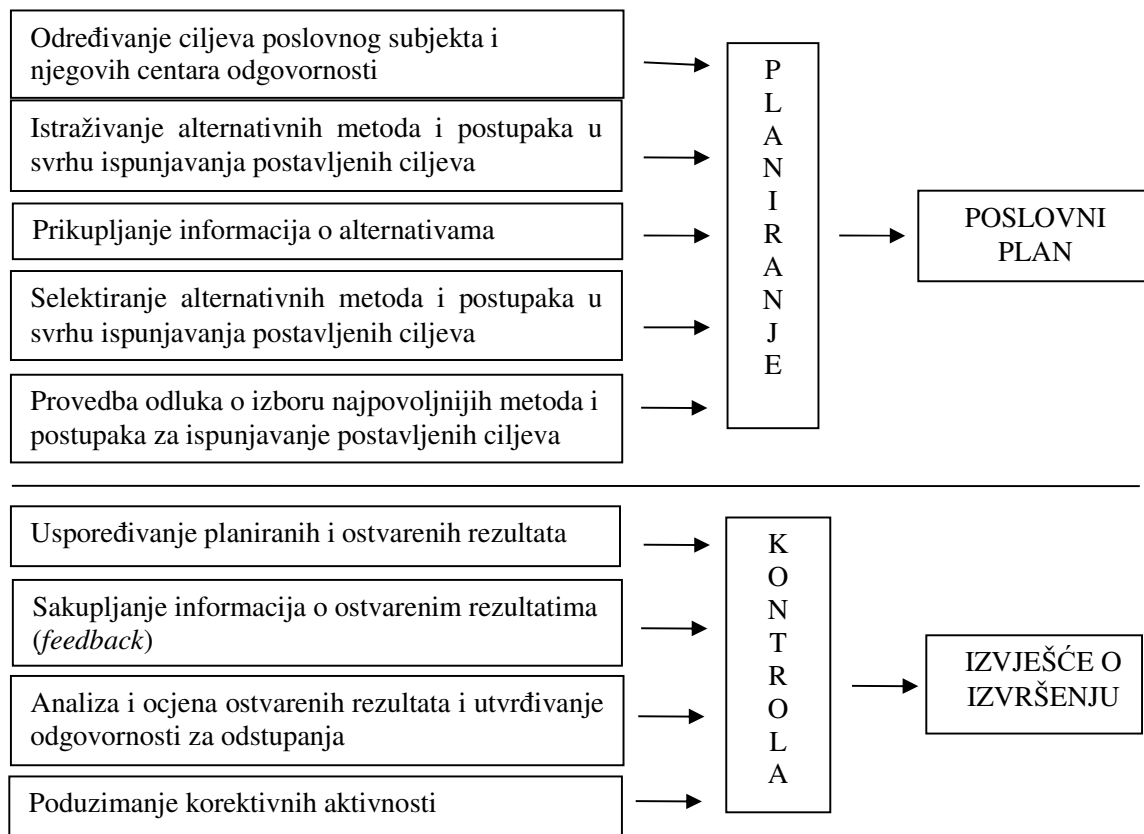 Određivanje ciljeva poslovnog subjekta i
njegovih centara odgovornosti
Istraživanje alternativnih metoda i postupaka u
svrhu ispunjavanja postavljenih ciljeva
Prikupljanje informacija o alternativama
Selektiranje alternativnih metoda i postupaka u
svrhu ispunjavanja postavljenih ciljeva
Provedba odluka o izboru najpovoljnijih metoda i
postupaka za ispunjavanje postavljenih ciljeva
P
L
A
N
I
R
A
N
J
E
POSLOVNI
PLAN
Uspoređivanje planiranih i ostvarenih rezultata
Sakupljanje informacija o ostvarenim rezultatima
(feedback)
Analiza i ocjena ostvarenih rezultata i utvrđivanje
odgovornosti za odstupanja
Poduzimanje korektivnih aktivnosti
K
O
N
T
R
O
L
A
IZVJEŠĆE O
IZVRŠENJU